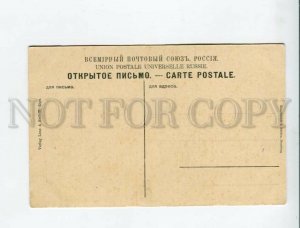 ВСЕМІРНЫЙ ПОЧТОВЫЙ СОЮЗЪ. РОССІЯ.
UNION POSTALE UNIVERSELLE RUSSIE.
ОТКРЫТОЕ ПИСЬМО. — CARTE POSTALE.
для письма.
для адреса.
NOT FOR COPY
Verlag